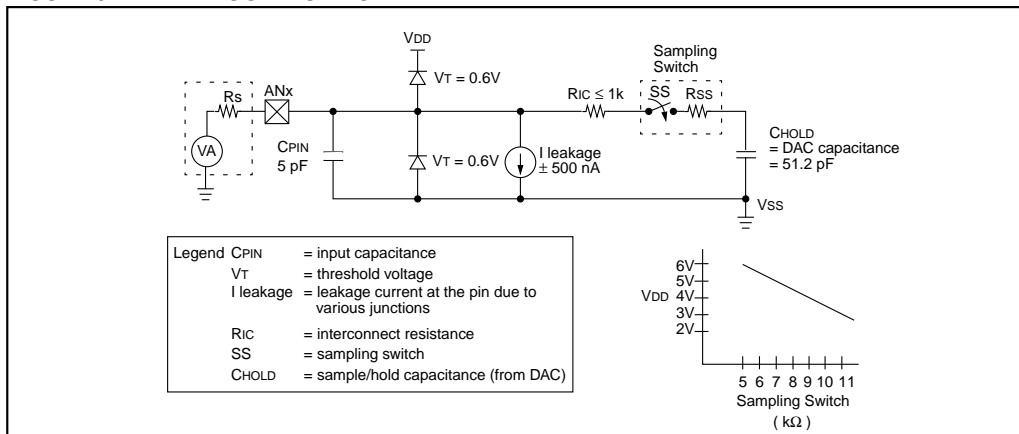 VDD
Sampling
Switch
VT = 0.6V
Rs
ANx
RIC ≤ 1k
SS
RSS
VA
CPIN
5 pF
VT = 0.6V
I leakage
± 500 nA
CHOLD
= DAC capacitance
= 51.2 pF
VSS
Legend CPIN = input capacitance
VT = threshold voltage
I leakage = leakage current at the pin due to
various junctions
RIC = interconnect resistance
SS = sampling switch
CHOLD = sample/hold capacitance (from DAC)
6V
5V
VDD 4V
3V
2V
5 6 7 8 9 10 11
Sampling Switch
( kΩ )